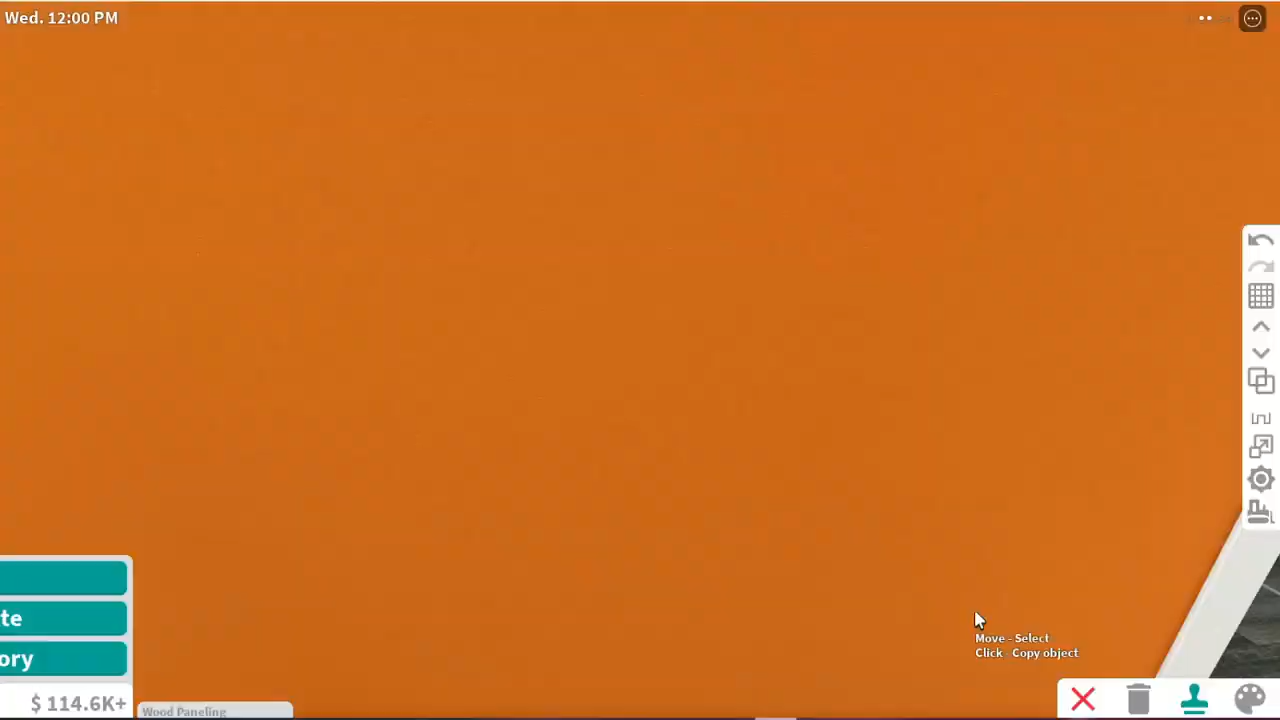 Wed. 12:00 PM
Move - Select
Click - Copy object
te
ory
$ 114.6K+
Wood Paneling